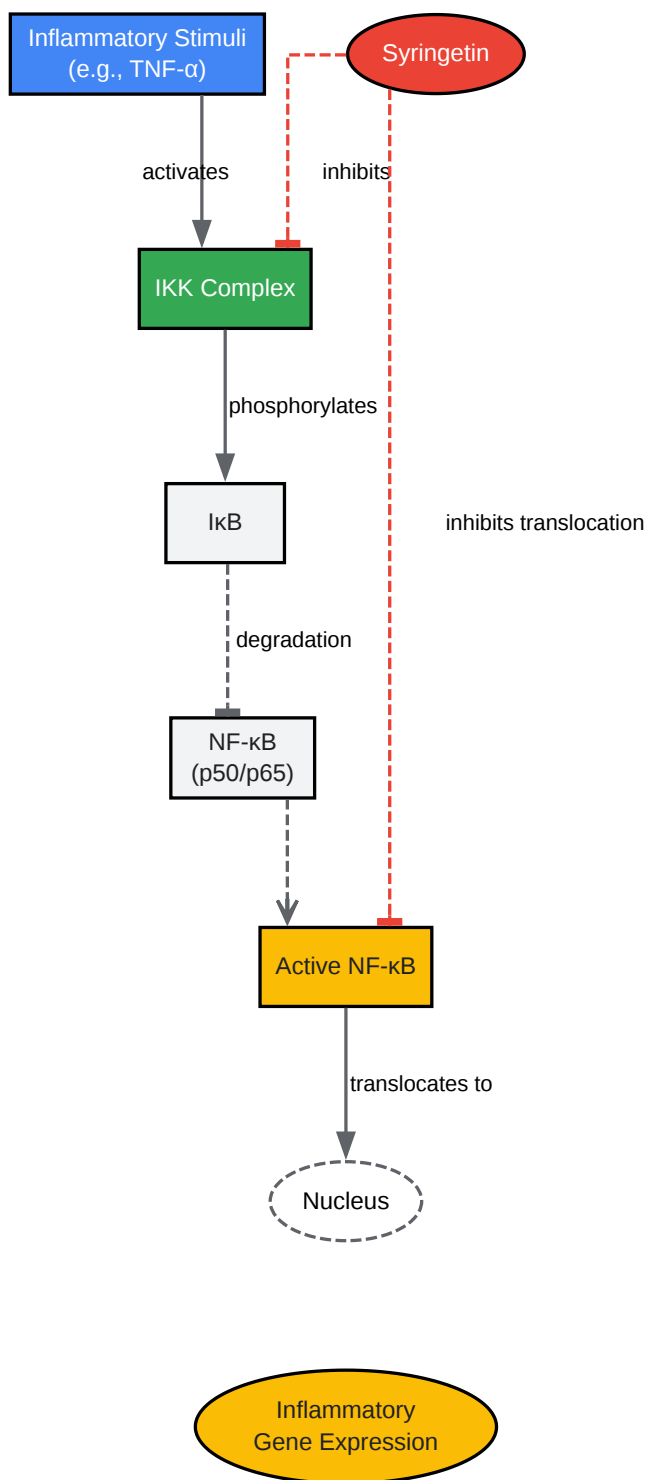 Inflammatory Stimuli
(e.g., TNF-α)
Syringetin
activates
inhibits
IKK Complex
phosphorylates
IκB
inhibits translocation
degradation
NF-κB
(p50/p65)
Active NF-κB
translocates to
Nucleus
Inflammatory
Gene Expression